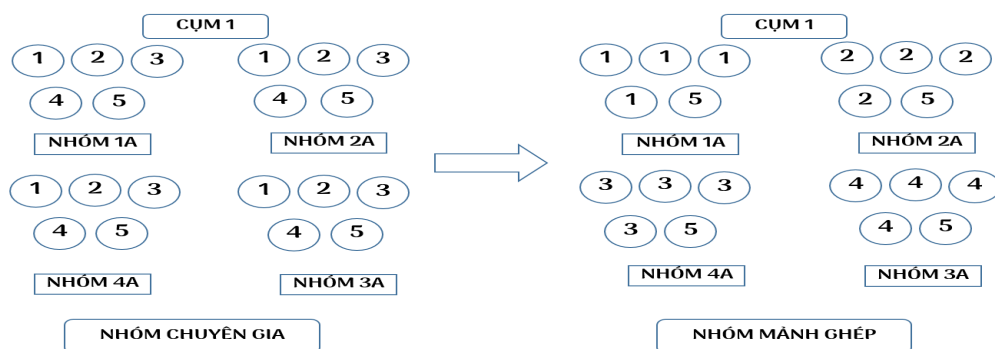 CỤM 1
1 2 3
4 5
NHÓM 1A
1 2 3
4 5
NHÓM 2A
1 2 3
4 5
NHÓM 4A
1 2 3
4 5
NHÓM 3A
NHÓM CHUYÊN GIA
CỤM 1
1 1 1
1 5
NHÓM 1A
2 2 2
2 5
NHÓM 2A
3 3 3
3 5
NHÓM 4A
4 4 4
4 5
NHÓM 3A
NHÓM MẢNH GHÉP